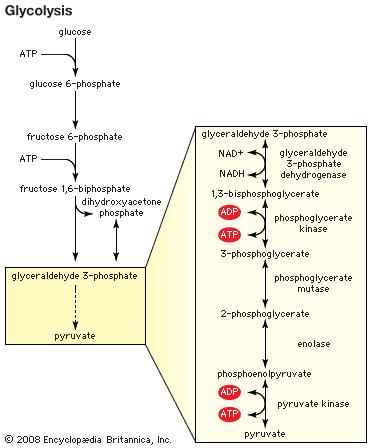 Glycolysis
glucose
ATP
glucose 6-phosphate
fructose 6-phosphate
ATP
fructose 1,6-biphosphate
dihydroxyacetone
phosphate
glyceraldehyde 3-phosphate
pyruvate
glyceraldehyde 3-phosphate
NAD+
NADH
glyceraldehyde
3-phosphate
dehydrogenase
1,3-bisphosphoglycerate
ADP
ATP
phosphoglycerate
kinase
3-phosphoglycerate
phosphoglycerate
mutase
2-phosphoglycerate
enolase
phosphoenolpyruvate
ADP
ATP
pyruvate kinase
pyruvate
© 2008 Encyclopædia Britannica, Inc.